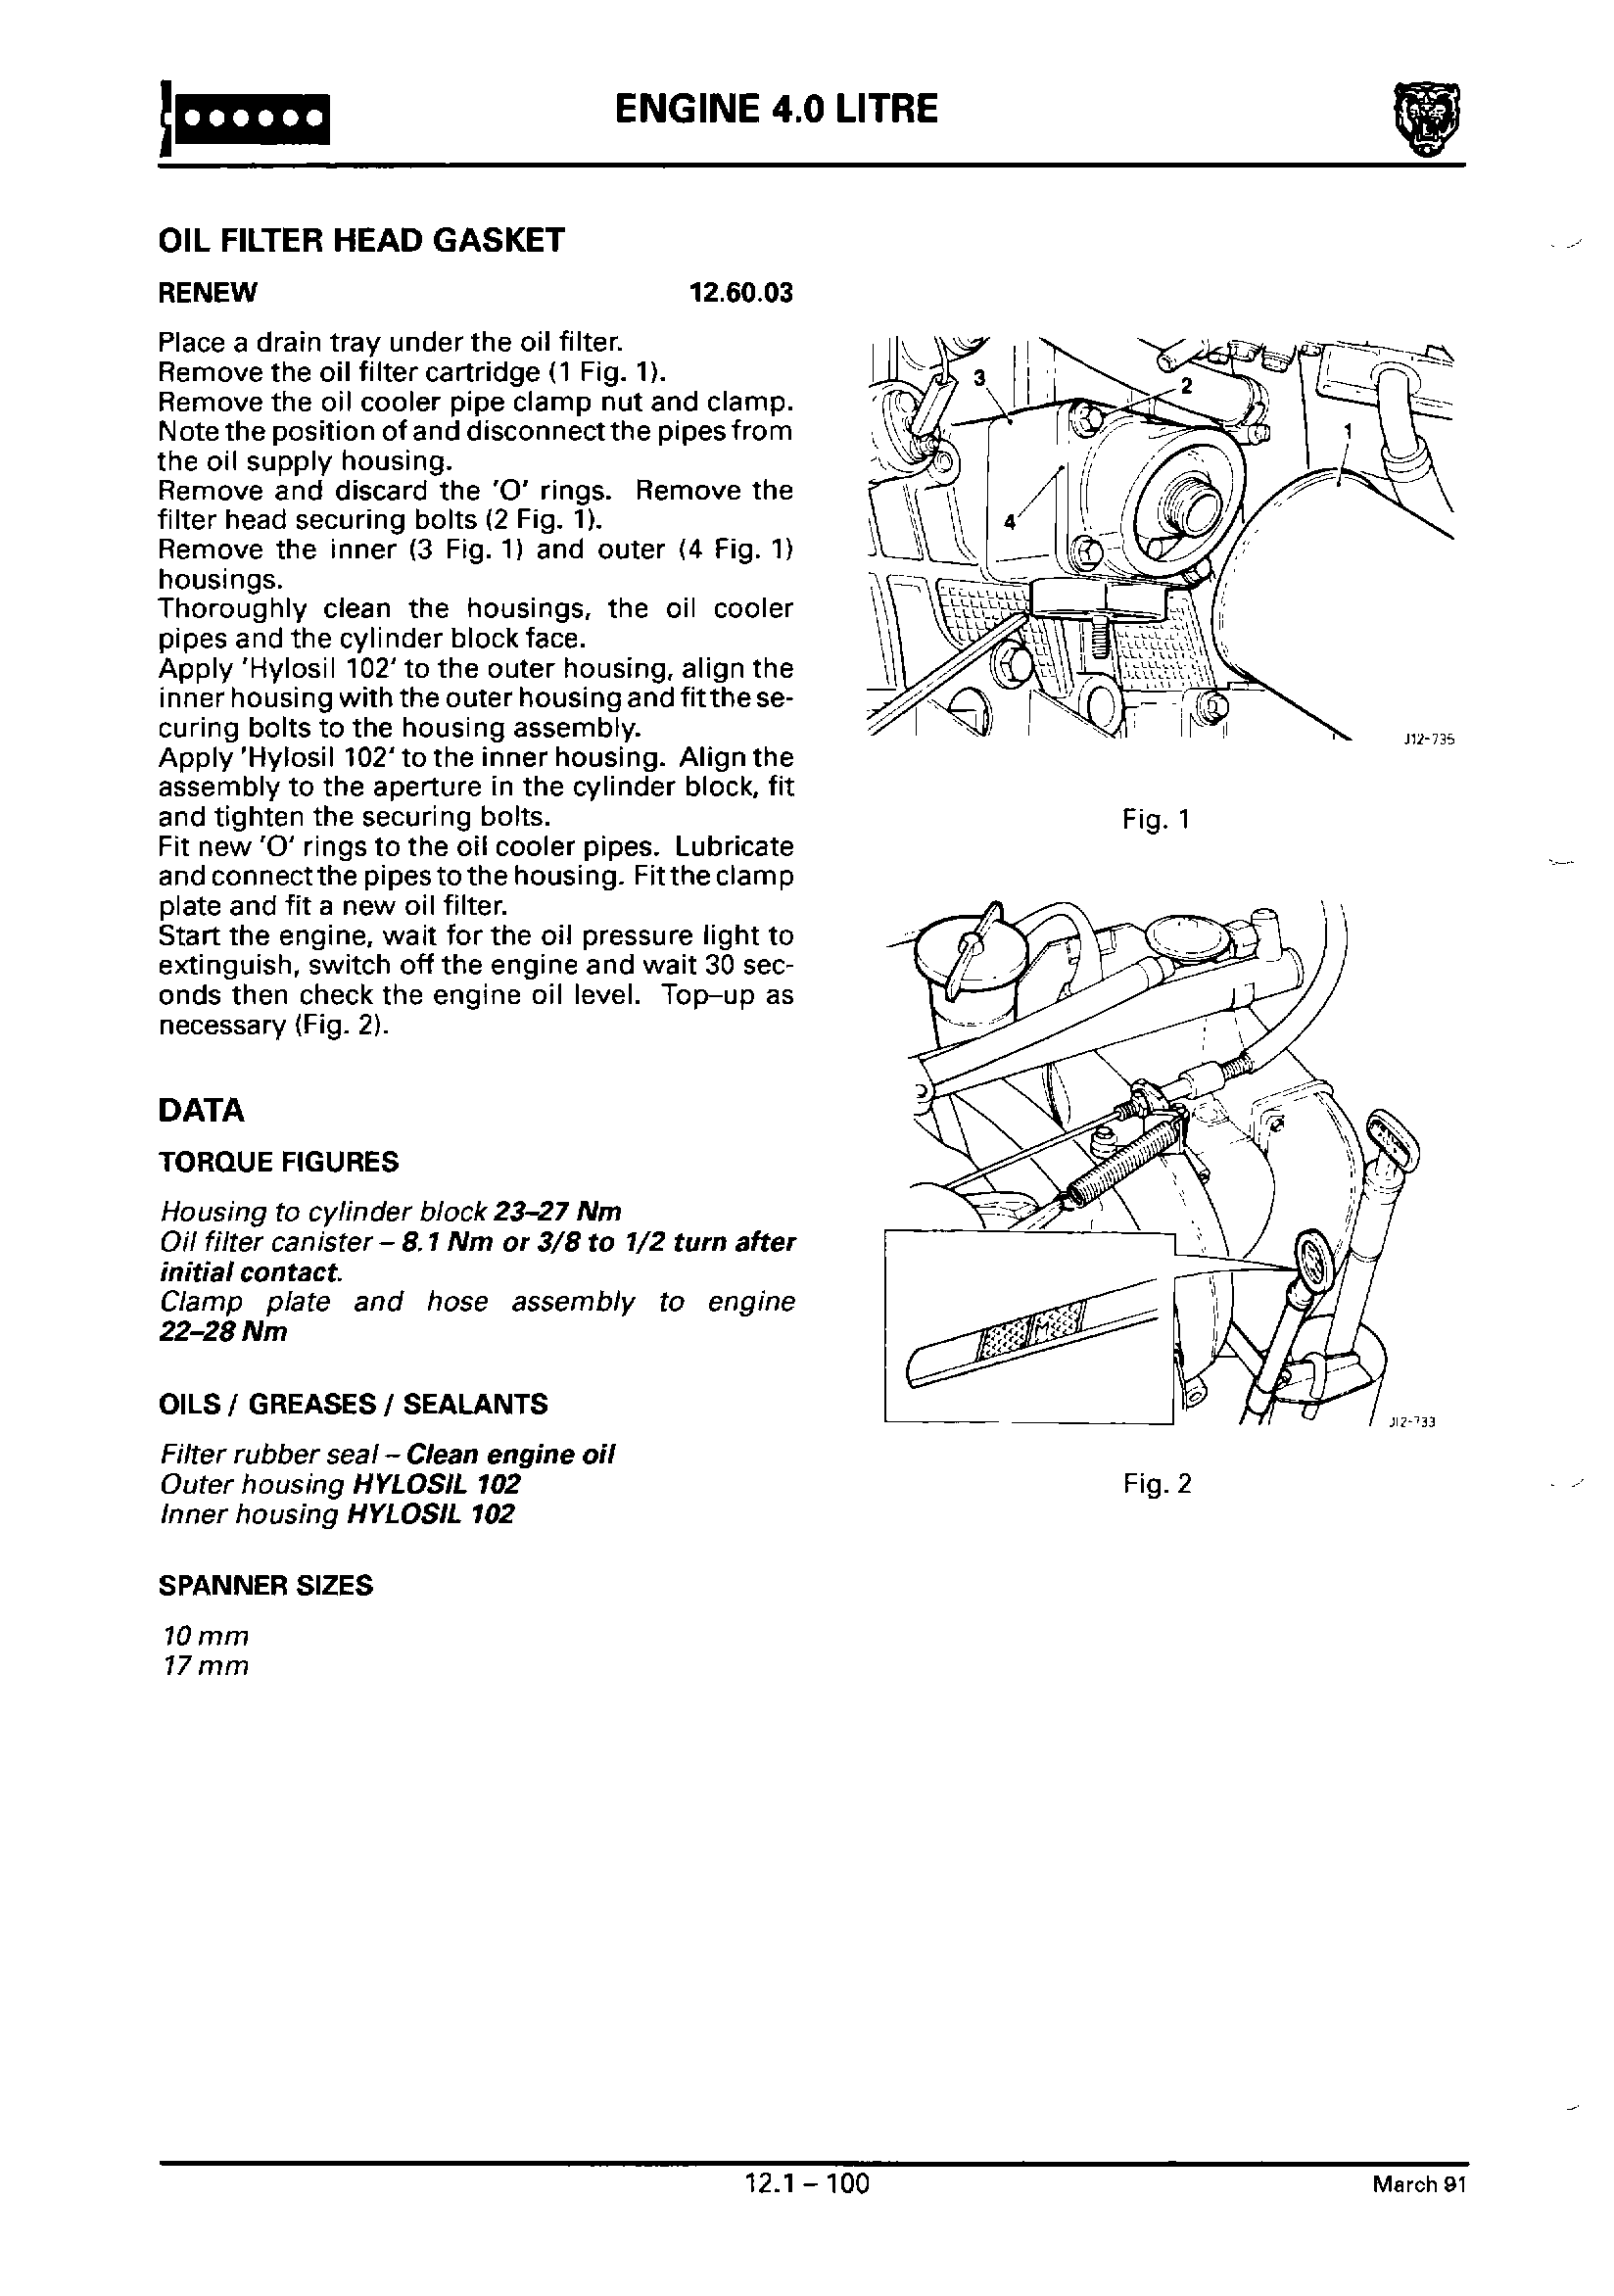 ENGINE 4.0 LITRE
OIL FILTER HEAD GASKET
RENEW 12.60.03
Place a drain tray under the oil filter.
Remove the oil filter cartridge (1 Fig. 1).
Remove the oil cooler pipe clamp nut and clamp.
Note the position of and disconnect the pipes from
the oil supply housing.
Remove and discard the 'O' rings. Remove the
filter head securing bolts (2 Fig. 1).
Remove the inner (3 Fig. 1) and outer (4 Fig. 1)
housings.
Thoroughly clean the housings, the oil cooler
pipes and the cylinder block face.
Apply 'Hylosil 102' to the outer housing, align the
inner housing with the outer housing and fit the se-
curing bolts to the housing assembly.
Apply 'Hylosil 102' to the inner housing. Align the
assembly to the aperture in the cylinder block, fit
and tighten the securing bolts.
Fit new 'O' rings to the oil cooler pipes. Lubricate
and connect the pipes to the housing. Fit the clamp
plate and fit a new oil filter.
Start the engine, wait for the oil pressure light to
extinguish, switch off the engine and wait 30 sec-
onds then check the engine oil level. Top-up as
necessary (Fig. 2).
DATA
TORQUE FIGURES
Housing to cylinder block 23–27 Nm
Oil filter canister – 8.1 Nm or 3/8 to 1/2 turn after
initial contact.
Clamp plate and hose assembly to engine
22–28 Nm
OILS / GREASES / SEALANTS
Filter rubber seal – Clean engine oil
Outer housing HYLOSIL 102
Inner housing HYLOSIL 102
SPANNER SIZES
10 mm
17 mm
3
2
1
4
J12-735
Fig. 1
M
J12-733
Fig. 2
12.1 – 100
March 91